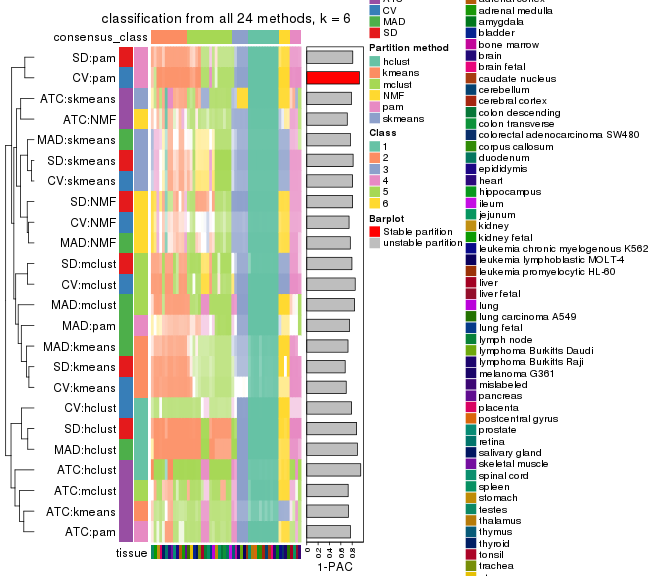 classification from all 24 methods, k = 6
consensus_class
SD:pam
CV:pam
ATC:skmeans
ATC:NMF
MAD:skmeans
SD:skmeans
CV:skmeans
SD:NMF
CV:NMF
MAD:NMF
SD:mclust
CV:mclust
MAD:mclust
MAD:pam
MAD:kmeans
SD:kmeans
CV:kmeans
CV:hclust
SD:hclust
MAD:hclust
ATC:hclust
ATC:mclust
ATC:kmeans
ATC:pam
tissue
0
0.2
0.4
0.6
0.8
1-PAC
CV
MAD
SD
Partition method
hclust
kmeans
mclust
NMF
pam
skmeans
Class
1
2
3
4
5
6
Barplot
Stable partition
unstable partition
adrenal medulla
amygdala
bladder
bone marrow
brain
brain fetal
caudate nucleus
cerebellum
cerebral cortex
colon descending
colon transverse
colorectal adenocarcinoma SW480
corpus callosum
duodenum
epididymis
heart
hippocampus
ileum
jejunum
kidney
kidney fetal
leukemia chronic myelogenous K562
leukemia lymphoblastic MOLT-4
leukemia promyelocytic HL-60
liver
liver fetal
lung
lung carcinoma A549
lung fetal
lymph node
lymphoma Burkitts Daudi
lymphoma Burkitts Raji
melanoma G361
mislabeled
pancreas
placenta
postcentral gyrus
prostate
retina
salivary gland
skeletal muscle
spinal cord
spleen
stomach
testes
thalamus
thymus
thyroid
tonsil
trachea